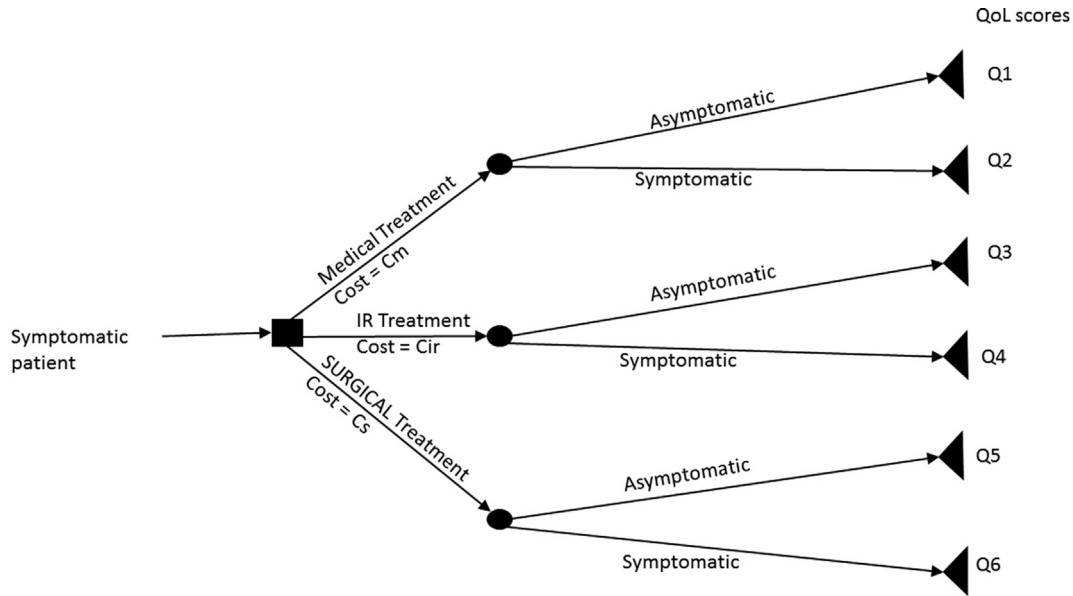 QoL scores
Q1
Asymptomatic
Q2
Symptomatic
Medical Treatment
Cost = Cm
Q3
Asymptomatic
IR Treatment
Cost = Cir
Symptomatic
patient
Q4
Symptomatic
SURGICAL Treatment
Cost = Cs
Q5
Asymptomatic
Q6
Symptomatic